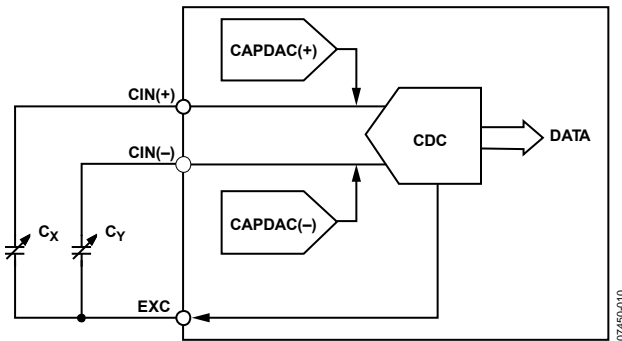 CAPDAC(+)
CIN(+)
CDC
DATA
CIN(–)
CAPDAC(–)
CX
CY
EXC
07450-010